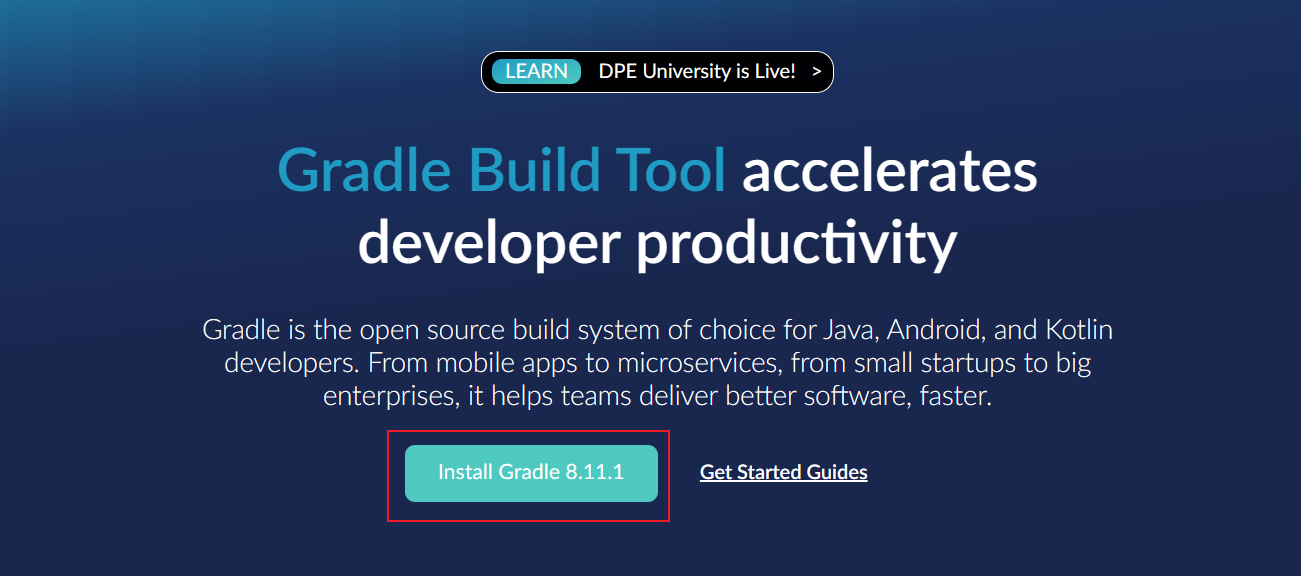 LEARN DPE University is Live! >
Gradle Build Tool accelerates
developer productivity
Gradle is the open source build system of choice for Java, Android, and Kotlin
developers. From mobile apps to microservices, from small startups to big
enterprises, it helps teams deliver better software, faster.
Install Gradle 8.11.1 Get Started Guides